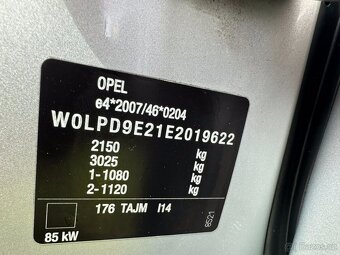 OPEL
e4*2007/46*0204
W0LPD9E21E2019622
2150 kg
3025 kg
1-1080 kg
2-1120 kg
176 TAJM I14
8521
85 kW